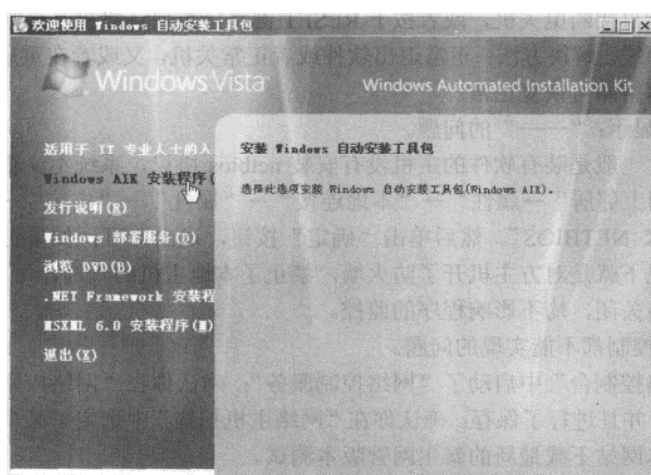 欢迎使用 Windows 自动安装工具包
Windows Vista
Windows Automated Installation Kit
适用于 IT 专业人士的入
Windows AIK 安装程序(
发行说明(R)
Windows 部署服务(D)
浏览 DVD(B)
.NET Framework 安装程
MSXML 6.0 安装程序(M)
退出(X)
安装 Windows 自动安装工具包
选择此选项安装 Windows 自动安装工具包(Windows AIK)。